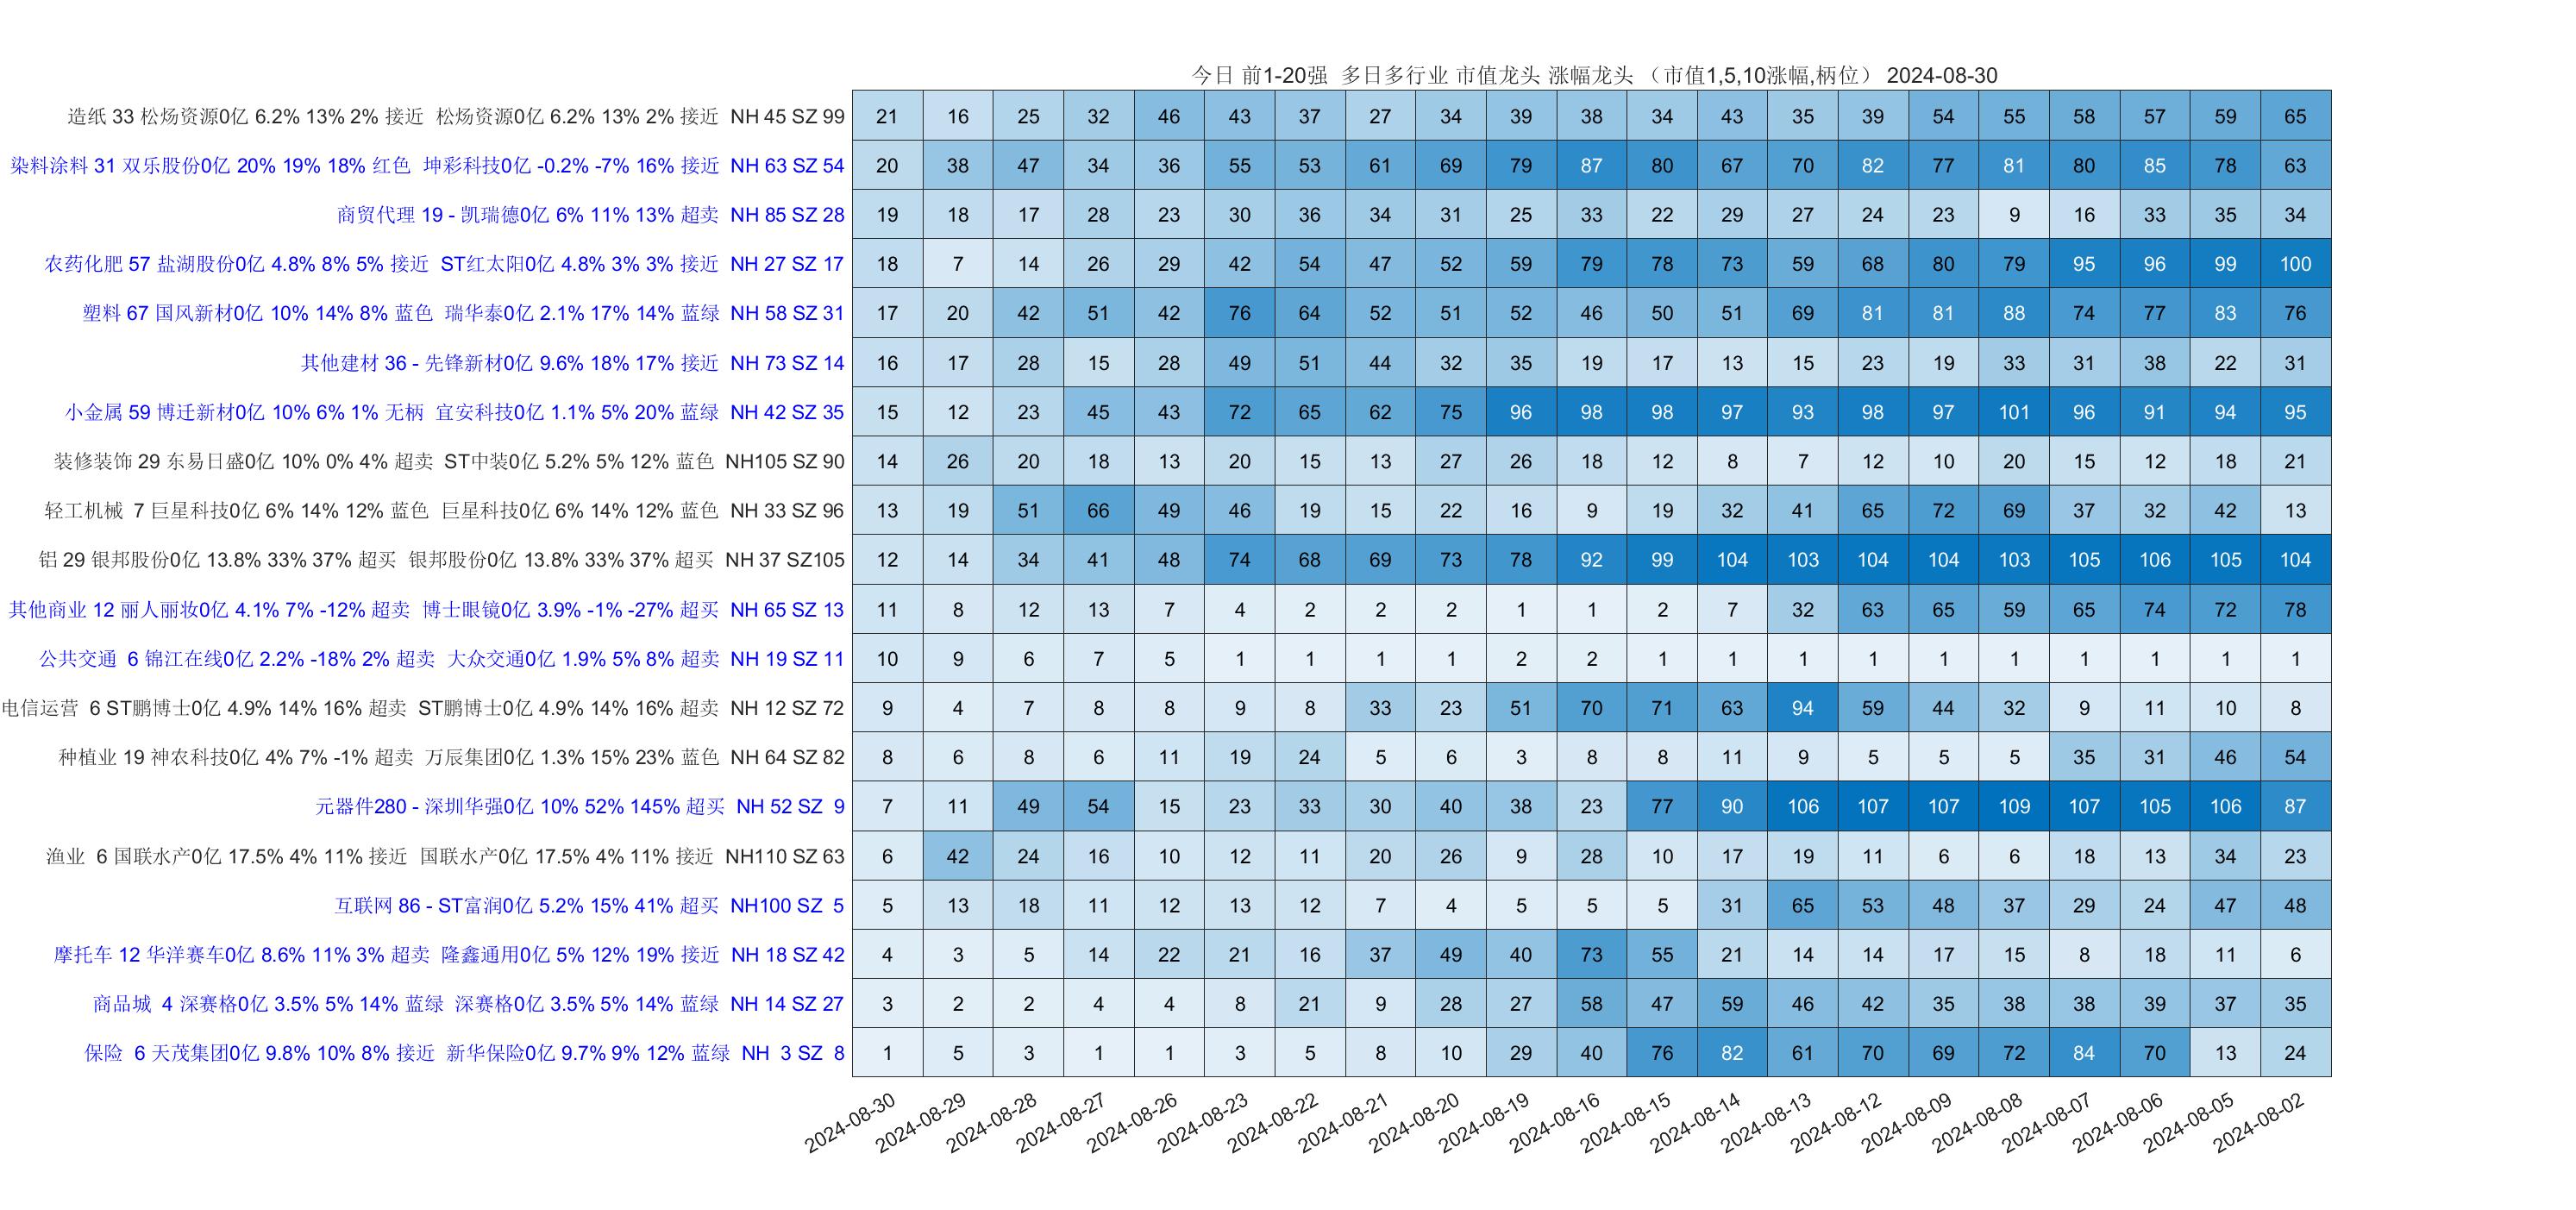 今日 前1-20强 多日多行业 市值龙头 涨幅龙头 （市值1,5,10涨幅,柄位） 2024-08-30
造纸 33 松炀资源0亿 6.2% 13% 2% 接近 松炀资源0亿 6.2% 13% 2% 接近 NH 45 SZ 99 21 16 25 32 46 43 37 27 34 39 38 34 43 35 39 54 55 58 57 59 65
染料涂料 31 双乐股份0亿 20% 19% 18% 红色 坤彩科技0亿 -0.2% -7% 16% 接近 NH 63 SZ 54 20 38 47 34 36 55 53 61 69 79 87 80 67 70 82 77 81 80 85 78 63
商贸代理 19 - 凯瑞德0亿 6% 11% 13% 超卖 NH 85 SZ 28 19 18 17 28 23 30 36 34 31 25 33 22 29 27 24 23 9 16 33 35 34
农药化肥 57 盐湖股份0亿 4.8% 8% 5% 接近 ST红太阳0亿 4.8% 3% 3% 接近 NH 27 SZ 17 18 7 14 26 29 42 54 47 52 59 79 78 73 59 68 80 79 95 96 99 100
塑料 67 国风新材0亿 10% 14% 8% 蓝色 瑞华泰0亿 2.1% 17% 14% 蓝绿 NH 58 SZ 31 17 20 42 51 42 76 64 52 51 52 46 50 51 69 81 81 88 74 77 83 76
其他建材 36 - 先锋新材0亿 9.6% 18% 17% 接近 NH 73 SZ 14 16 17 28 15 28 49 51 44 32 35 19 17 13 15 23 19 33 31 38 22 31
小金属 59 博迁新材0亿 10% 6% 1% 无柄 宜安科技0亿 1.1% 5% 20% 蓝绿 NH 42 SZ 35 15 12 23 45 43 72 65 62 75 96 98 98 97 93 98 97 101 96 91 94 95
装修装饰 29 东易日盛0亿 10% 0% 4% 超卖 ST中装0亿 5.2% 5% 12% 蓝色 NH105 SZ 90 14 26 20 18 13 20 15 13 27 26 18 12 8 7 12 10 20 15 12 18 21
轻工机械 7 巨星科技0亿 6% 14% 12% 蓝色 巨星科技0亿 6% 14% 12% 蓝色 NH 33 SZ 96 13 19 51 66 49 46 19 15 22 16 9 19 32 41 65 72 69 37 32 42 13
铝 29 银邦股份0亿 13.8% 33% 37% 超买 银邦股份0亿 13.8% 33% 37% 超买 NH 37 SZ105 12 14 34 41 48 74 68 69 73 78 92 99 104 103 104 104 103 105 106 105 104
其他商业 12 丽人丽妆0亿 4.1% 7% -12% 超卖 博士眼镜0亿 3.9% -1% -27% 超买 NH 65 SZ 13 11 8 12 13 7 4 2 2 2 1 1 2 7 32 63 65 59 65 74 72 78
公共交通 6 锦江在线0亿 2.2% -18% 2% 超卖 大众交通0亿 1.9% 5% 8% 超卖 NH 19 SZ 11 10 9 6 7 5 1 1 1 1 2 2 1 1 1 1 1 1 1 1 1 1
电信运营 6 ST鹏博士0亿 4.9% 14% 16% 超卖 ST鹏博士0亿 4.9% 14% 16% 超卖 NH 12 SZ 72 9 4 7 8 8 9 8 33 23 51 70 71 63 94 59 44 32 9 11 10 8
种植业 19 神农科技0亿 4% 7% -1% 超卖 万辰集团0亿 1.3% 15% 23% 蓝色 NH 64 SZ 82 8 6 8 6 11 19 24 5 6 3 8 8 11 9 5 5 5 35 31 46 54
元器件280 - 深圳华强0亿 10% 52% 145% 超买 NH 52 SZ 9 7 11 49 54 15 23 33 30 40 38 23 77 90 106 107 107 109 107 105 106 87
渔业 6 国联水产0亿 17.5% 4% 11% 接近 国联水产0亿 17.5% 4% 11% 接近 NH110 SZ 63 6 42 24 16 10 12 11 20 26 9 28 10 17 19 11 6 6 18 13 34 23
互联网 86 - ST富润0亿 5.2% 15% 41% 超买 NH100 SZ 5 5 13 18 11 12 13 12 7 4 5 5 5 31 65 53 48 37 29 24 47 48
摩托车 12 华洋赛车0亿 8.6% 11% 3% 超卖 隆鑫通用0亿 5% 12% 19% 接近 NH 18 SZ 42 4 3 5 14 22 21 16 37 49 40 73 55 21 14 14 17 15 8 18 11 6
商品城 4 深赛格0亿 3.5% 5% 14% 蓝绿 深赛格0亿 3.5% 5% 14% 蓝绿 NH 14 SZ 27 3 2 2 4 4 8 21 9 28 27 58 47 59 46 42 35 38 38 39 37 35
保险 6 天茂集团0亿 9.8% 10% 8% 接近 新华保险0亿 9.7% 9% 12% 蓝绿 NH 3 SZ 8 1 5 3 1 1 3 5 8 10 29 40 76 82 61 70 69 72 84 70 13 24
2024-08-30 2024-08-29 2024-08-28 2024-08-27 2024-08-26 2024-08-23 2024-08-22 2024-08-21 2024-08-20 2024-08-19 2024-08-16 2024-08-15 2024-08-14 2024-08-13 2024-08-12 2024-08-09 2024-08-08 2024-08-07 2024-08-06 2024-08-05 2024-08-02